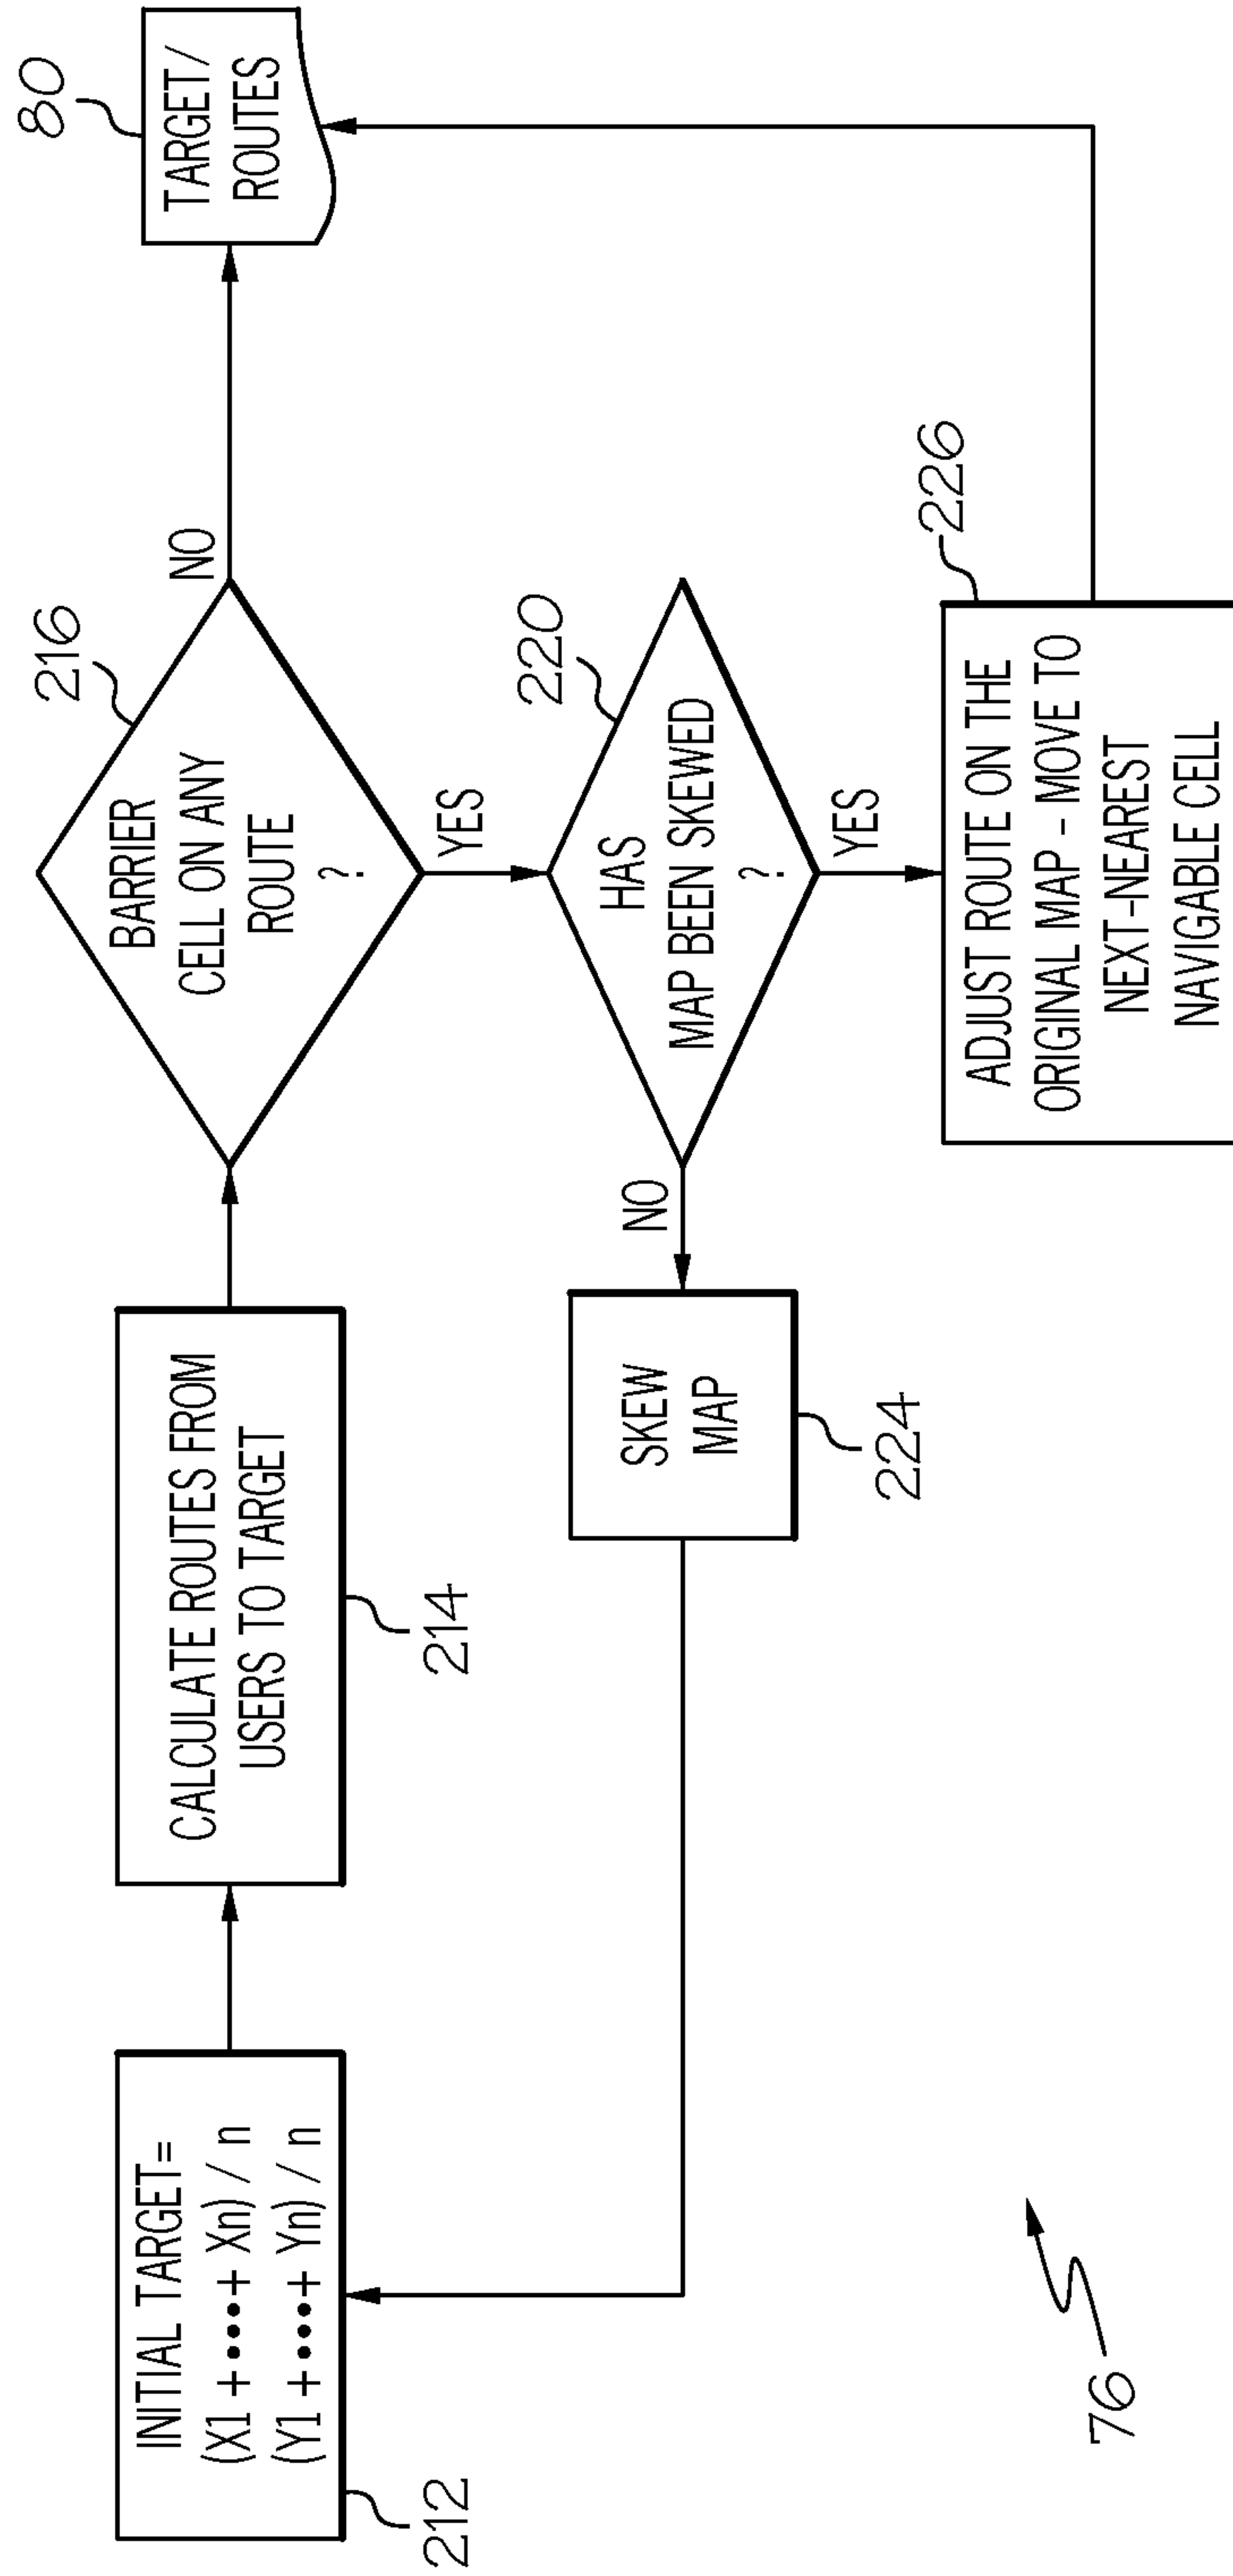 INITIAL TARGET=
(X1 +•••+ Xn) / n
(Y1 +•••+ Yn) / n
212
CALCULATE ROUTES FROM
USERS TO TARGET
214
216
BARRIER
CELL ON ANY
ROUTE
?
NO
YES
80
TARGET/
ROUTES
220
HAS
MAP BEEN SKEWED
?
NO
YES
SKEW
MAP
224
226
ADJUST ROUTE ON THE
ORIGINAL MAP - MOVE TO
NEXT-NEAREST
NAVIGABLE CELL
76